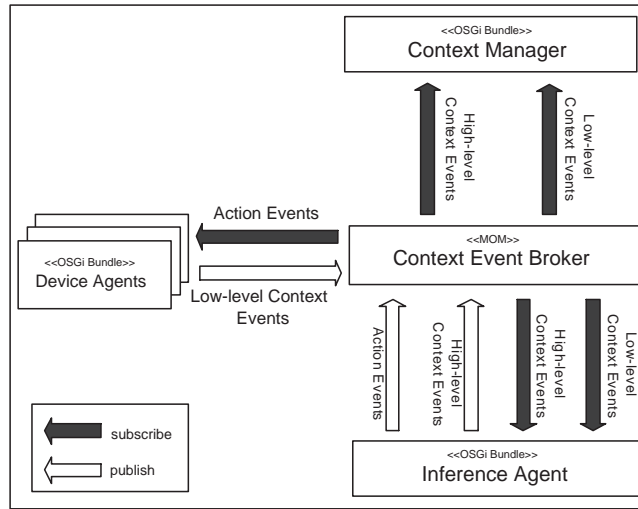 <<OSGi Bundle>>
Context Manager
High-level
Context Events
Low-level
Context Events
Action Events
<<OSGi Bundle>>
Device Agents
<<MOM>>
Context Event Broker
Low-level Context
Events
Action Events
High-level
Context Events
High-level
Context Events
Low-level
Context Events
subscribe
publish
<<OSGi Bundle>>
Inference Agent